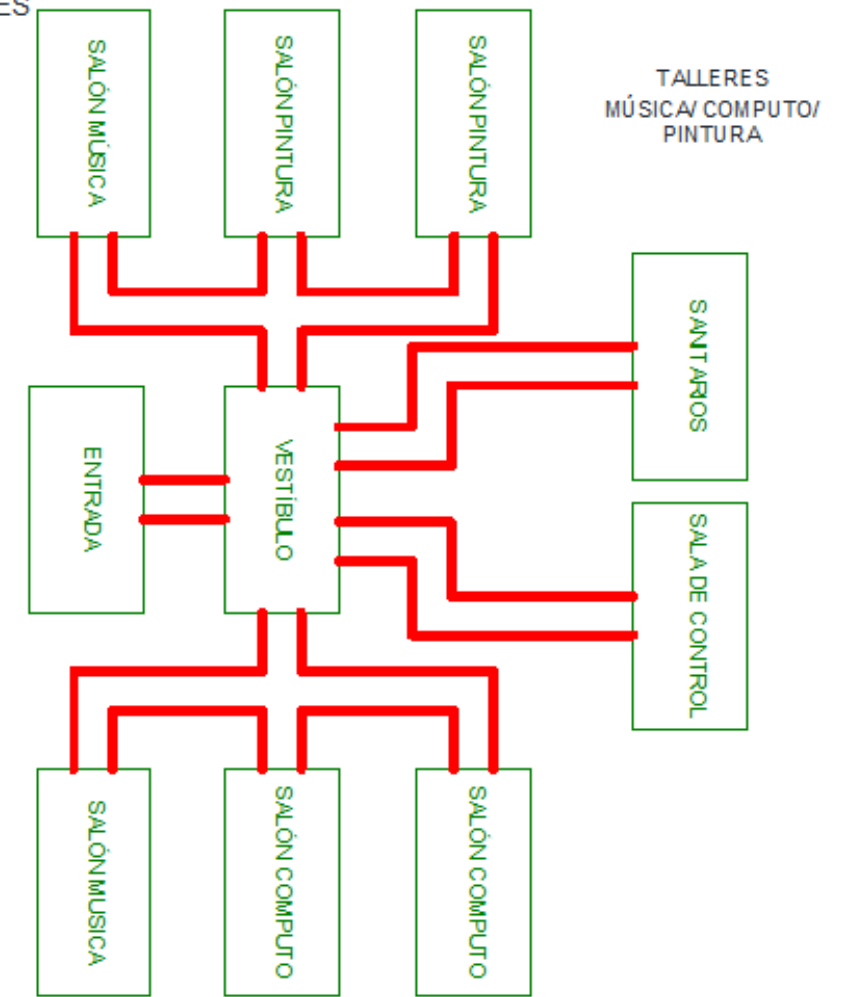 ES
SALÓN MÚSICA
SALÓN PINTURA
SALÓN PINTURA
TALLERES
MÚSICA/ COMPUTO/
PINTURA
SANITARIOS
ENTRADA
VESTÍBULO
SALA DE CONTROL
SALÓN MUSICA
SALÓN COMPUTO
SALÓN COMPUTO